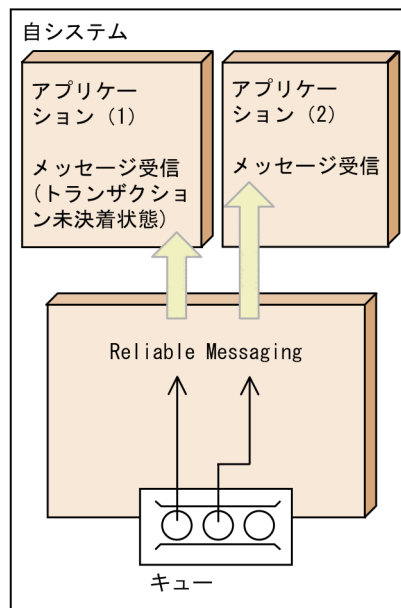 自システム
アプリケー
ション（1）
メッセージ受信
（トランザクショ
ン未決着状態）
アプリケー
ション（2）
メッセージ受信
Reliable Messaging
キュー